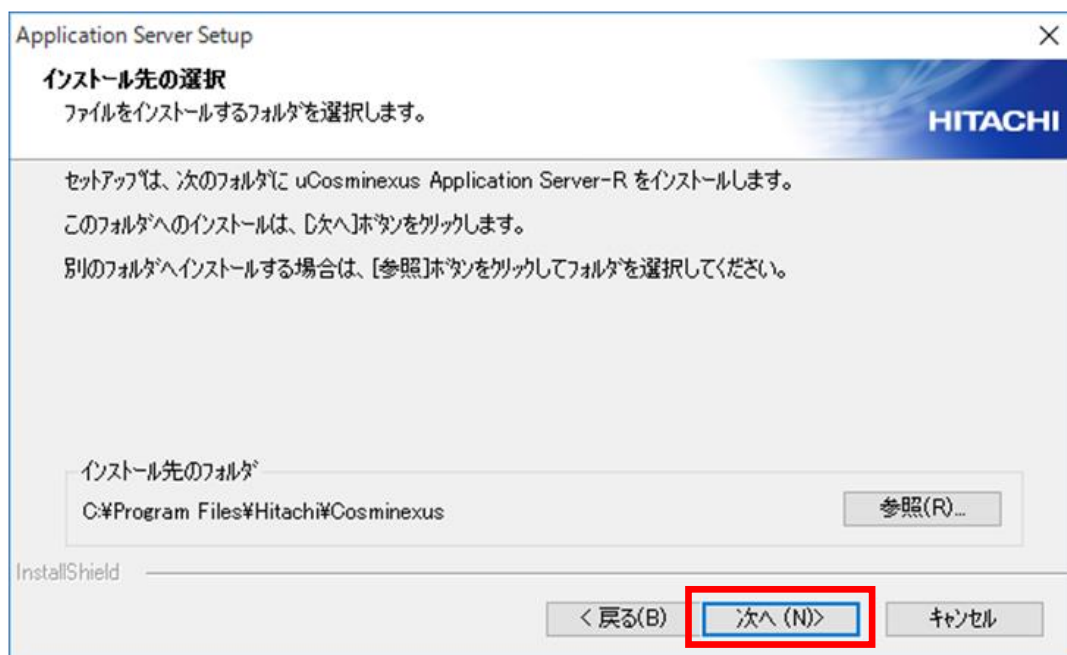 Application Server Setup
インストール先の選択
ファイルをインストールするフォルダを選択します。
HITACHI
セットアップは、次のフォルダに uCosminexus Application Server-R をインストールします。
このフォルダへのインストールは、[次へ]ボタンをクリックします。
別のフォルダへインストールする場合は、[参照]ボタンをクリックしてフォルダを選択してください。
インストール先のフォルダ
C:¥Program Files¥Hitachi¥Cosminexus
参照(R)...
InstallShield
< 戻る(B)
次へ (N)>
キャンセル